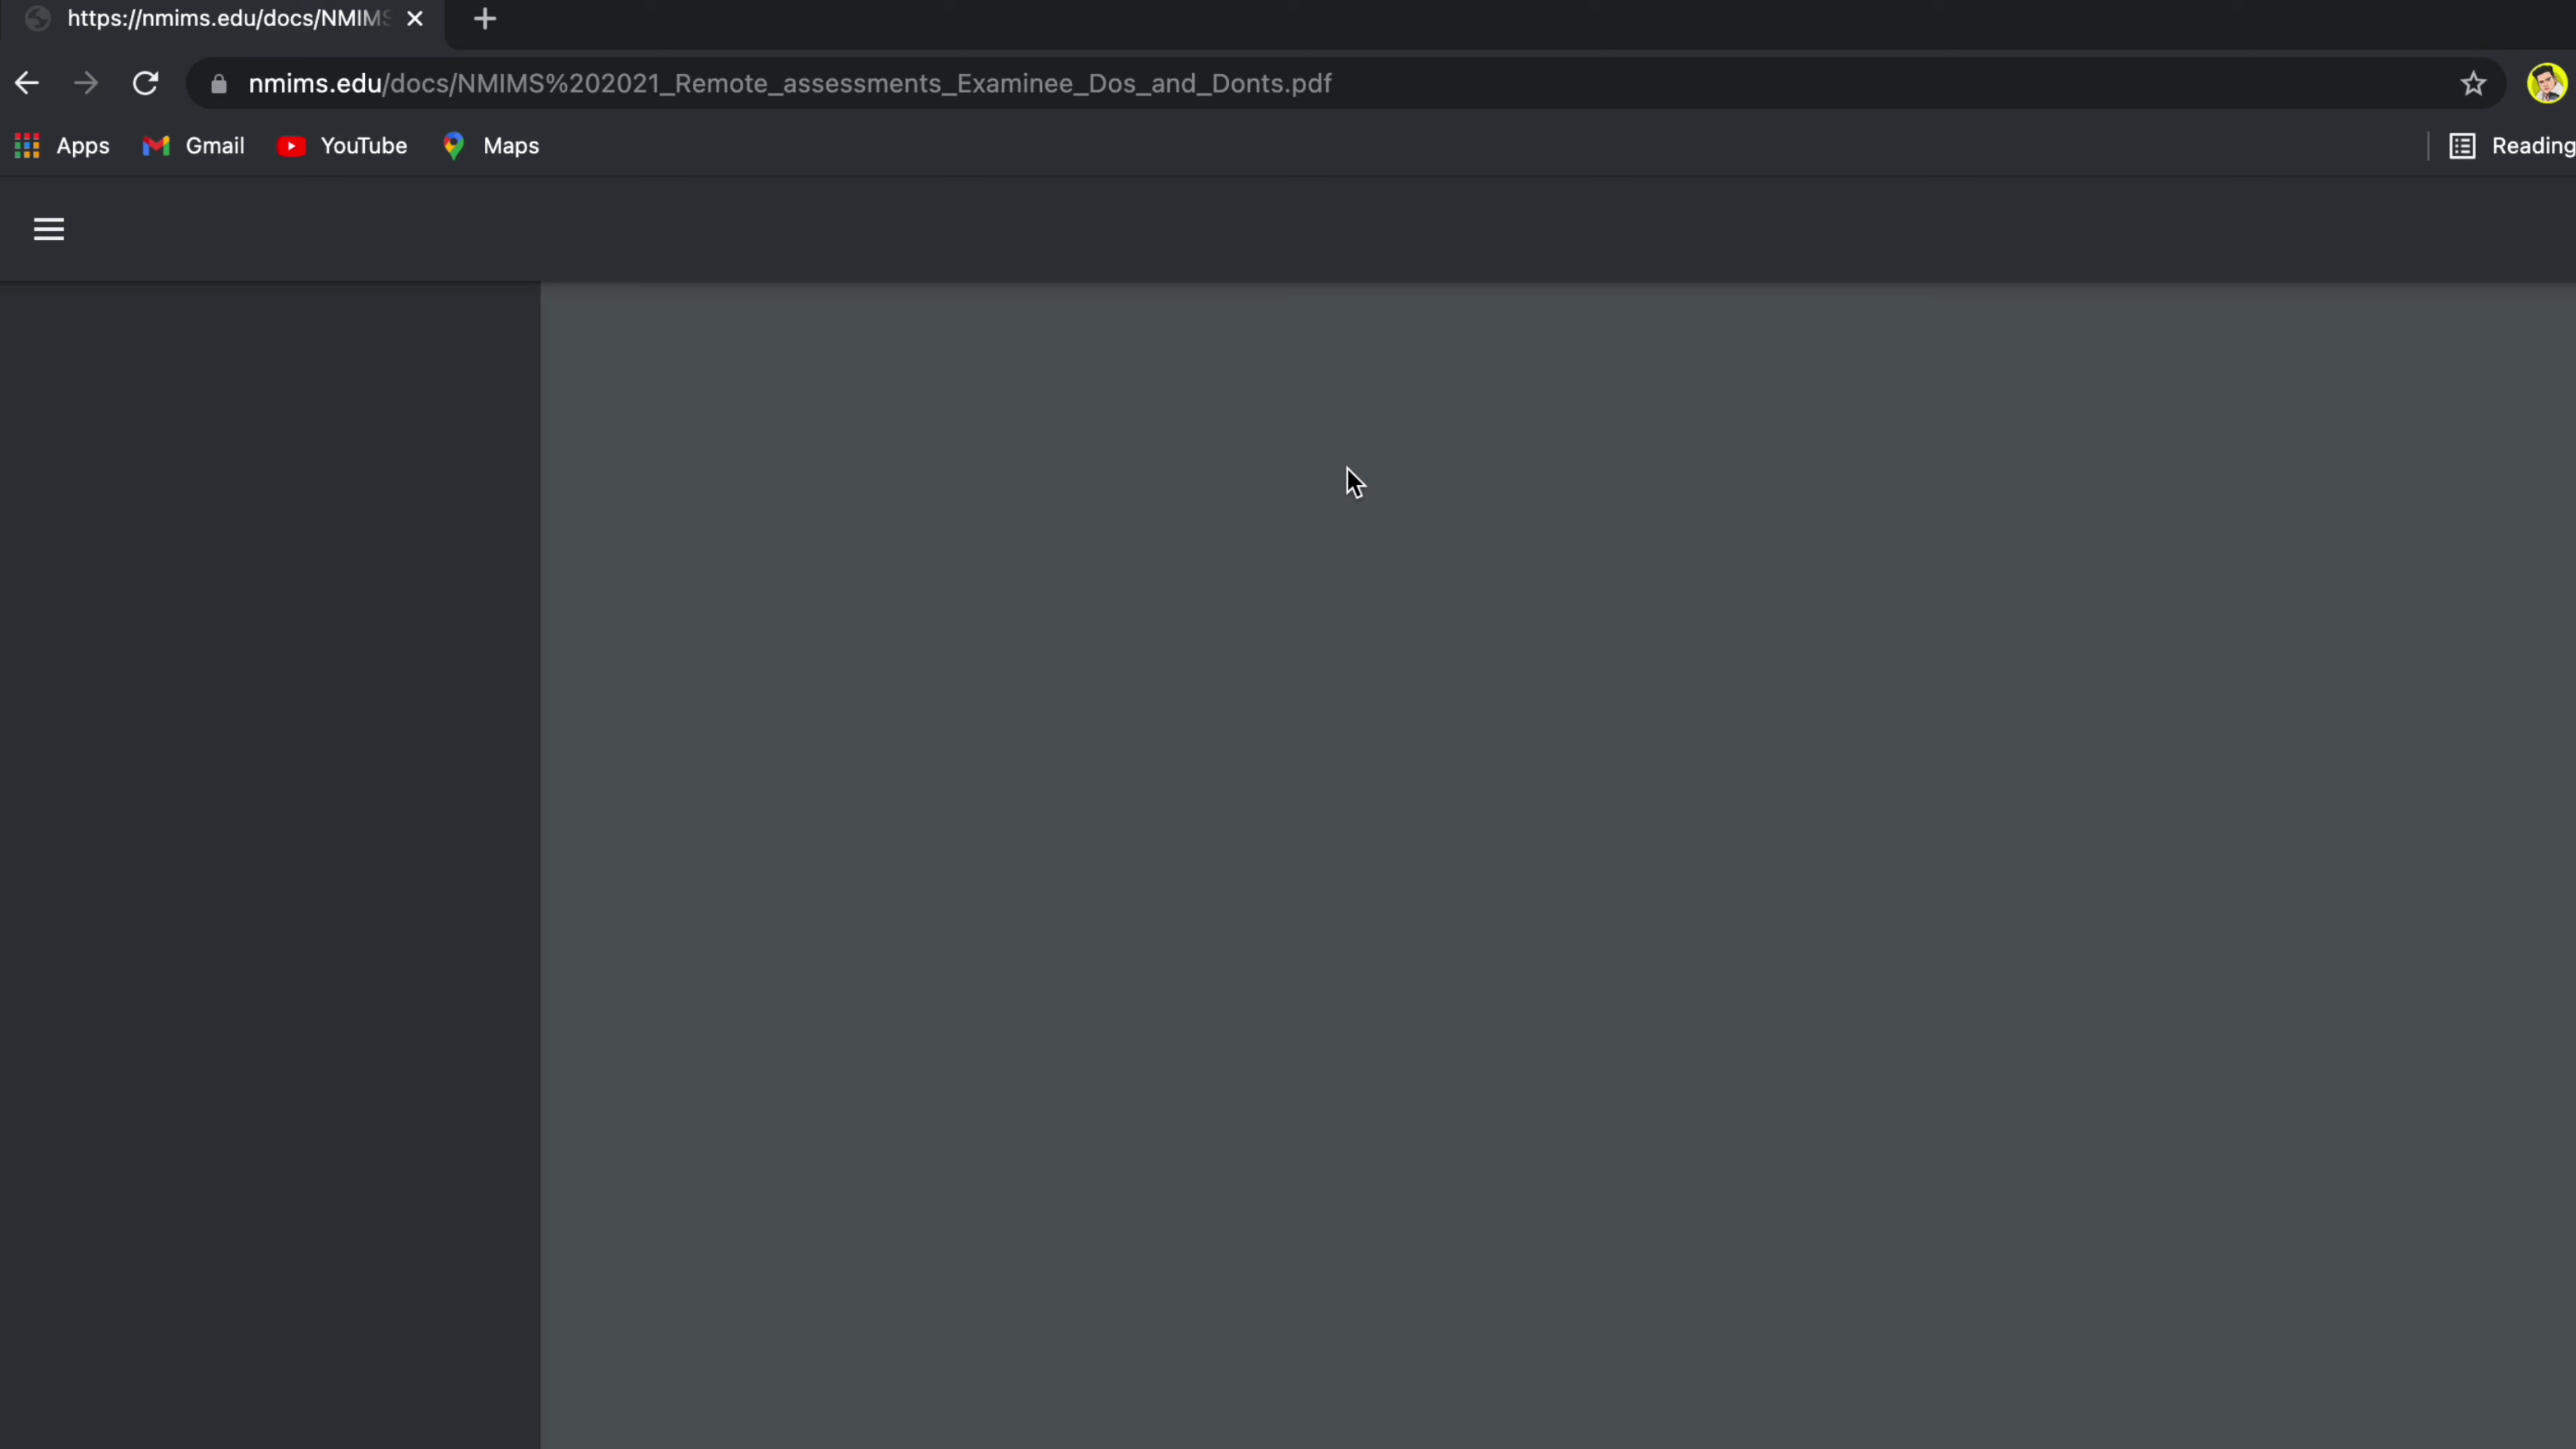 https://nmims.edu/docs/NMIMS
nmims.edu/docs/NMIMS%202021_Remote_assessments_Examinee_Dos_and_Donts.pdf
Apps Gmail YouTube Maps Reading